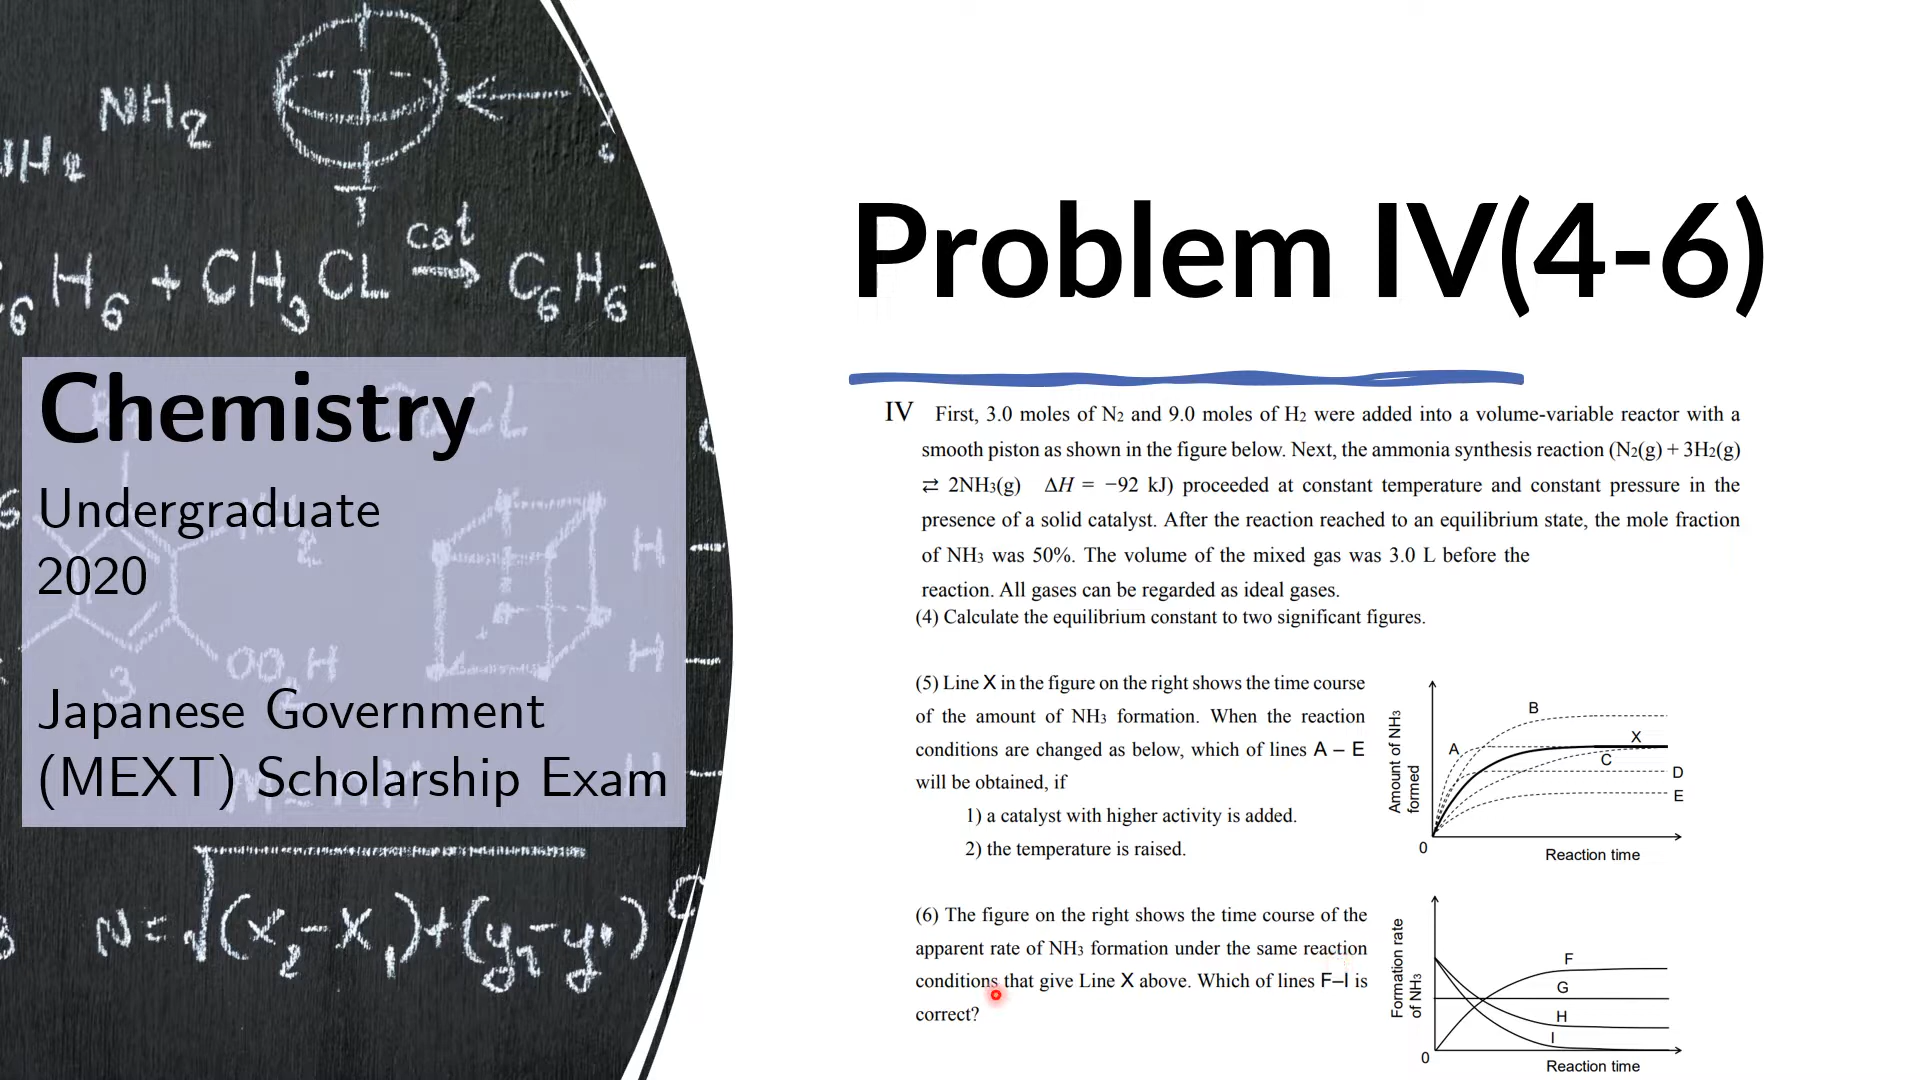 NH₂
NH₂
cat
H₆ + CH₃CL → C₆H₆ -
Chemistry
Undergraduate
2020
Japanese Government
(MEXT) Scholarship Exam
OO₂H
3
H
H
H
N = √(x₂-x₁)+(y₂-y₁)
Problem IV(4-6)
IV First, 3.0 moles of N₂ and 9.0 moles of H₂ were added into a volume-variable reactor with a
smooth piston as shown in the figure below. Next, the ammonia synthesis reaction (N₂(g) + 3H₂(g)
⇄ 2NH₃(g) ΔH = −92 kJ) proceeded at constant temperature and constant pressure in the
presence of a solid catalyst. After the reaction reached to an equilibrium state, the mole fraction
of NH₃ was 50%. The volume of the mixed gas was 3.0 L before the
reaction. All gases can be regarded as ideal gases.
(4) Calculate the equilibrium constant to two significant figures.
(5) Line X in the figure on the right shows the time course
of the amount of NH₃ formation. When the reaction
conditions are changed as below, which of lines A – E
will be obtained, if
1) a catalyst with higher activity is added.
2) the temperature is raised.
Amount of NH₃
formed
A
B
X
C
D
E
0
Reaction time
(6) The figure on the right shows the time course of the
apparent rate of NH₃ formation under the same reaction
conditions that give Line X above. Which of lines F–I is
correct?
Formation rate
of NH₃
F
G
H
I
0
Reaction time